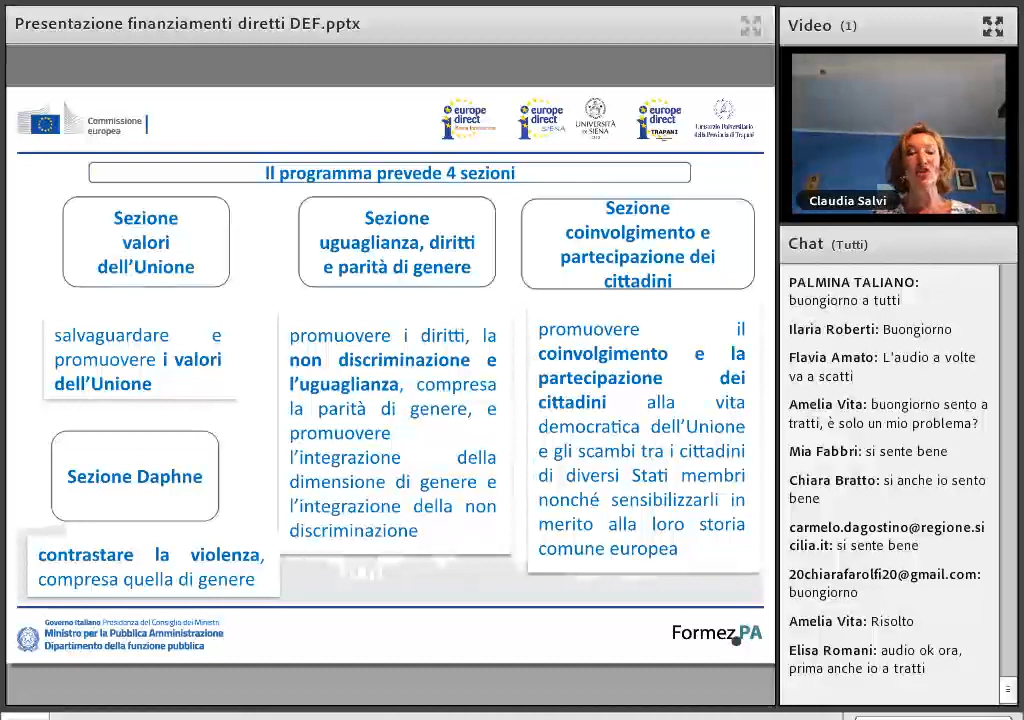 Presentazione finanziamenti diretti DEF.pptx
Commissione
europea
europe
direct
europe
direct
SIENA
UNIVERSITÀ
DI SIENA
europe
direct
TRAPANI
Il programma prevede 4 sezioni
Sezione
valori
dell'Unione
Sezione
uguaglianza, diritti
e parità di genere
Sezione
coinvolgimento e
partecipazione dei
cittadini
salvaguardare e
promuovere i valori
dell'Unione
promuovere i diritti, la
non discriminazione e
l'uguaglianza, compresa
la parità di genere, e
promuovere
l'integrazione della
dimensione di genere e
l'integrazione della non
discriminazione
promuovere il
coinvolgimento e la
partecipazione dei
cittadini alla vita
democratica dell'Unione
e gli scambi tra i cittadini
di diversi Stati membri
nonché sensibilizzarli in
merito alla loro storia
comune europea
Sezione Daphne
contrastare la violenza,
compresa quella di genere
Governo Italiano Presidenza del Consiglio dei Ministri
Ministro per la Pubblica Amministrazione
Dipartimento della funzione pubblica
Formez.PA
Video (1)
Claudia Salvi
Chat (Tutti)
PALMINA TALIANO:
buongiorno a tutti
Ilaria Roberti: Buongiorno
Flavia Amato: L'audio a volte
va a scatti
Amelia Vita: buongiorno sento a
tratti, è solo un mio problema?
Mia Fabbri: si sente bene
Chiara Bratto: si anche io sento
bene
carmelo.dagostino@regione.si
cilia.it: si sente bene
20chiarafarolfi20@gmail.com:
buongiorno
Amelia Vita: Risolto
Elisa Romani: audio ok ora,
prima anche io a tratti